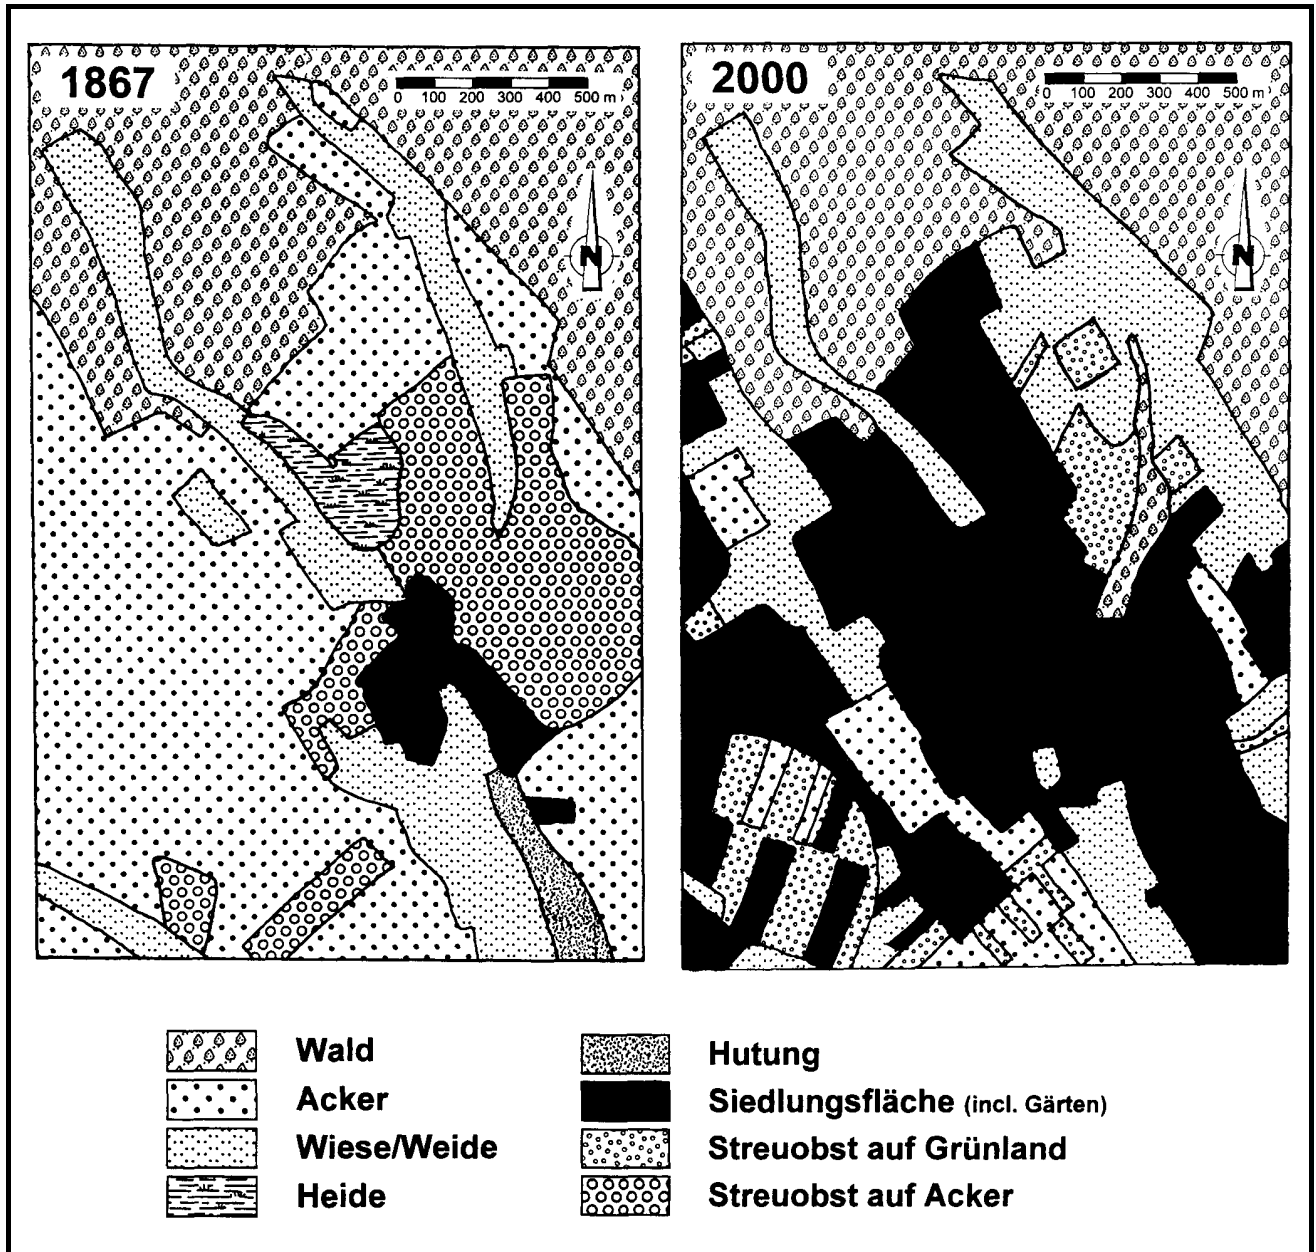 1867
0 100 200 300 400 500 m
N
2000
0 100 200 300 400 500 m
N
Wald
Acker
Wiese/Weide
Heide
Hutung
Siedlungsfläche (incl. Gärten)
Streuobst auf Grünland
Streuobst auf Acker